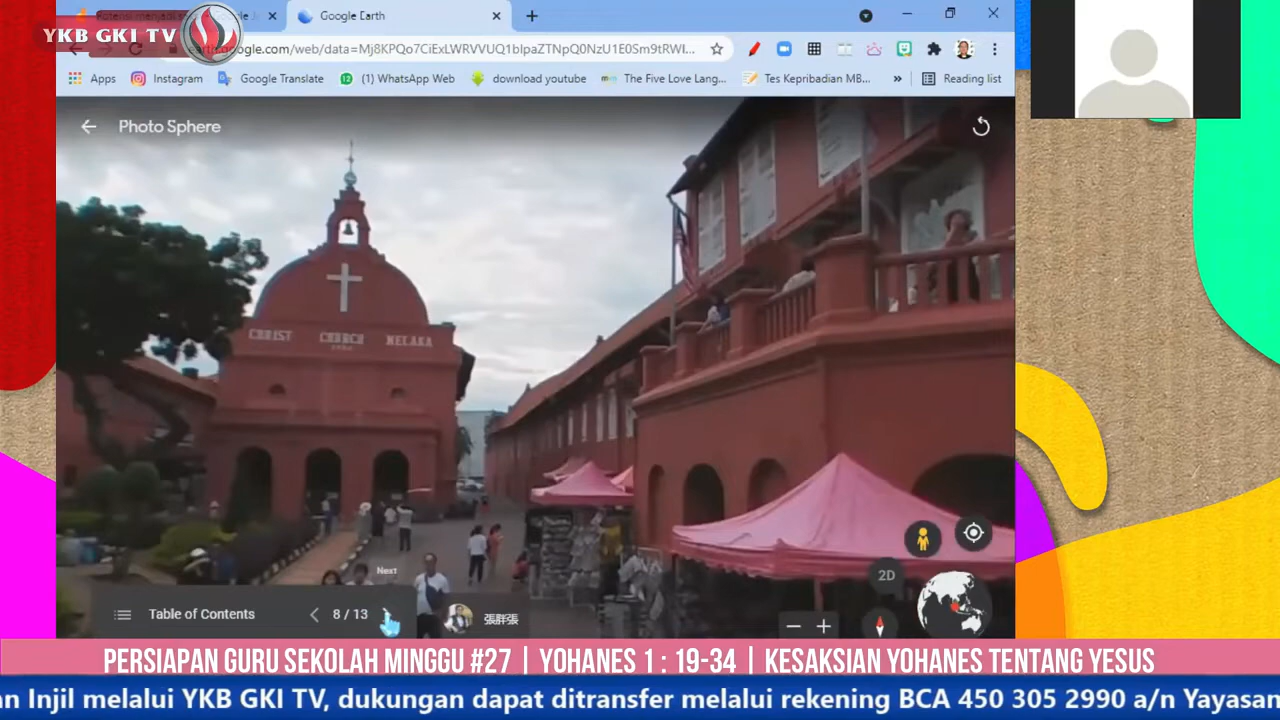 Google Earth
YKB GKI TV
earth.google.com/web/data=Mj8KPQo7CiExLWRVVUQ1blpaZTNpQ0NzU1E0Sm9tRWI...
Apps
Instagram
Google Translate
(1) WhatsApp Web
download youtube
The Five Love Lang...
Tes Kepribadian MB...
»
Reading list
Photo Sphere
CHRIST CHURCH MELAKA
Next
2D
Table of Contents
8 / 13
張群張
PERSIAPAN GURU SEKOLAH MINGGU #27 | YOHANES 1 : 19-34 | KESAKSIAN YOHANES TENTANG YESUS
an Injil melalui YKB GKI TV, dukungan dapat ditransfer melalui rekening BCA 450 305 2990 a/n Yayasan